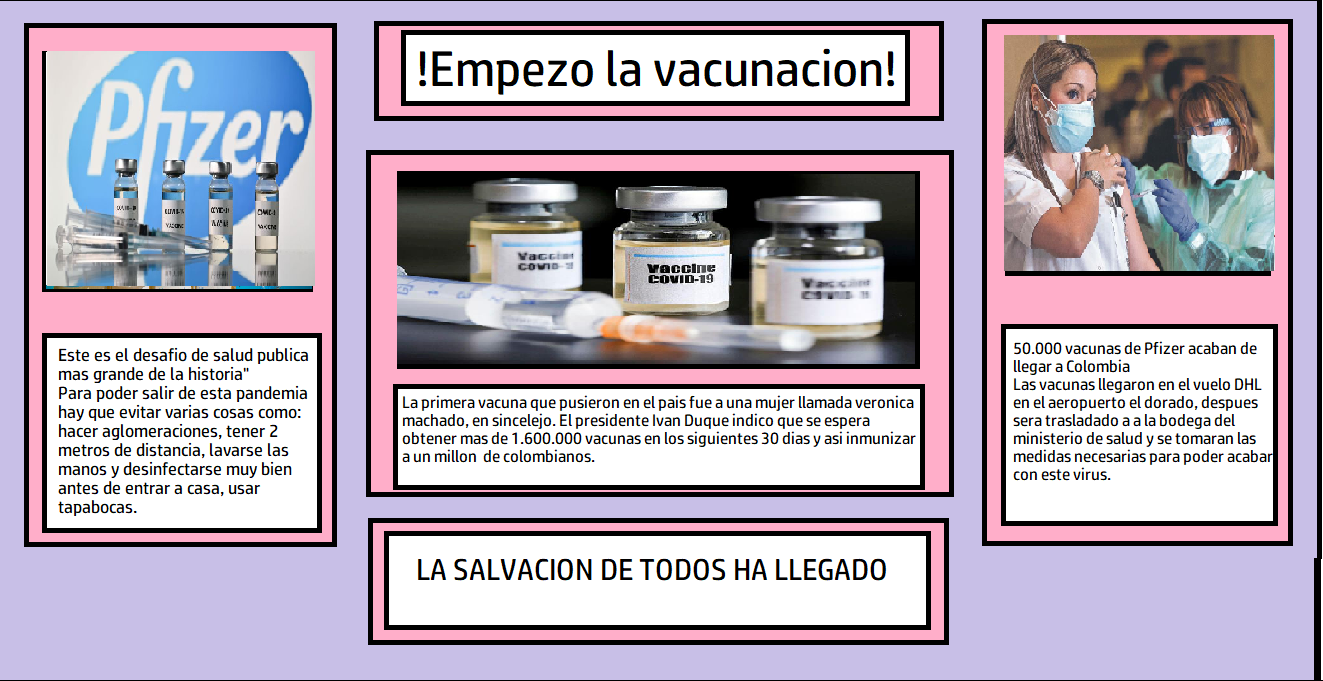 !Empezo la vacunacion!
Pfizer
COVID-19
VACCINE
Este es el desafio de salud publica
mas grande de la historia"
Para poder salir de esta pandemia
hay que evitar varias cosas como:
hacer aglomeraciones, tener 2
metros de distancia, lavarse las
manos y desinfectarse muy bien
antes de entrar a casa, usar
tapabocas.
Vaccine
COVID-19
Vaccine
COVID-19
Vaccine
COVID-19
La primera vacuna que pusieron en el pais fue a una mujer llamada veronica
machado, en sincelejo. El presidente Ivan Duque indico que se espera
obtener mas de 1.600.000 vacunas en los siguientes 30 dias y asi inmunizar
a un millon de colombianos.
50.000 vacunas de Pfizer acaban de
llegar a Colombia
Las vacunas llegaron en el vuelo DHL
en el aeropuerto el dorado, despues
sera trasladado a a la bodega del
ministerio de salud y se tomaran las
medidas necesarias para poder acabar
con este virus.
LA SALVACION DE TODOS HA LLEGADO